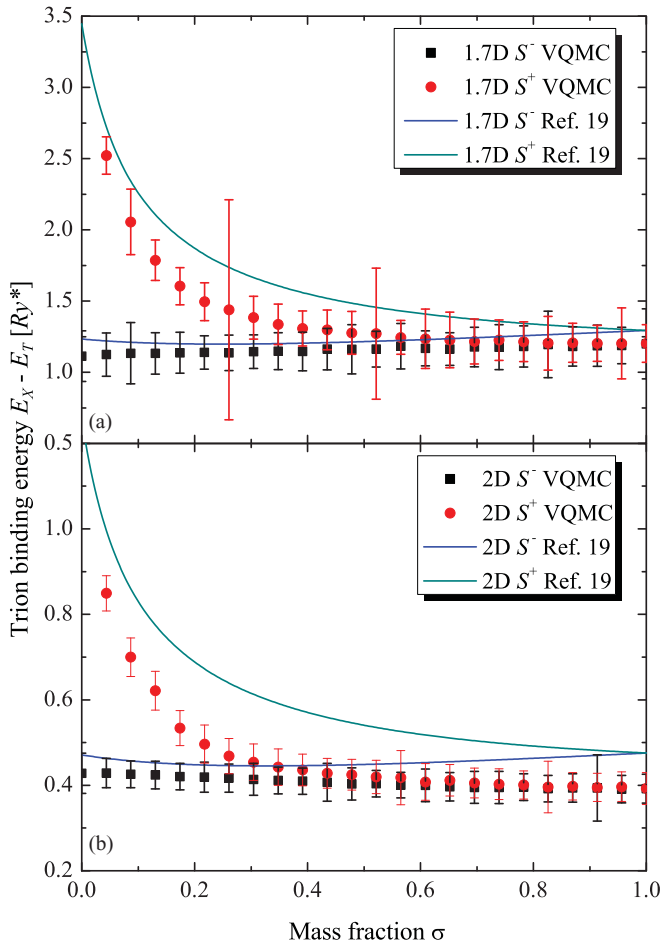 3.5
3.0
2.5
2.0
1.5
1.0
0.5
1.0
0.8
0.6
0.4
0.2
0.0 0.2 0.4 0.6 0.8 1.0
Trion binding energy E_X - E_T [Ry*]
Mass fraction σ
(a)
1.7D S⁻ VQMC
1.7D S⁺ VQMC
1.7D S⁻ Ref. 19
1.7D S⁺ Ref. 19
(b)
2D S⁻ VQMC
2D S⁺ VQMC
2D S⁻ Ref. 19
2D S⁺ Ref. 19